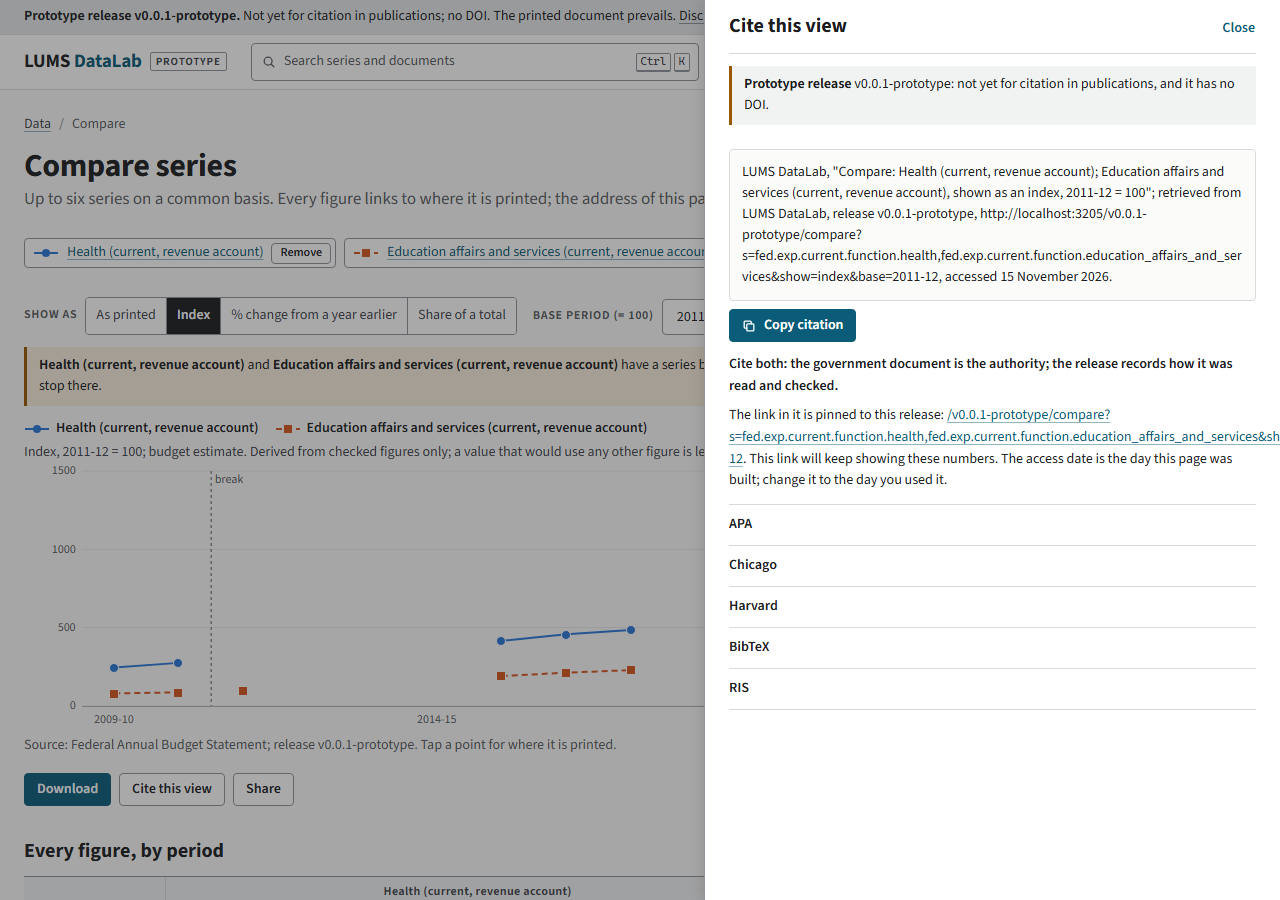 Prototype release v0.0.1-prototype. Not yet for citation in publications; no DOI. The printed document prevails. Disc
LUMS DataLab PROTOTYPE
Search series and documents Ctrl K
Data / Compare
Compare series
Up to six series on a common basis. Every figure links to where it is printed; the address of this pa
Health (current, revenue account) Remove
Education affairs and services (current, revenue accour
SHOW AS As printed Index % change from a year earlier Share of a total BASE PERIOD (= 100) 2011
Health (current, revenue account) and Education affairs and services (current, revenue account) have a series b
stop there.
Health (current, revenue account) Education affairs and services (current, revenue account)
Index, 2011-12 = 100; budget estimate. Derived from checked figures only; a value that would use any other figure is le
1500
break
1000
500
0
2009-10 2014-15
Source: Federal Annual Budget Statement; release v0.0.1-prototype. Tap a point for where it is printed.
Download Cite this view Share
Every figure, by period
Health (current, revenue account)
Cite this view Close
Prototype release v0.0.1-prototype: not yet for citation in publications, and it has no
DOI.
LUMS DataLab, "Compare: Health (current, revenue account); Education affairs and
services (current, revenue account), shown as an index, 2011-12 = 100"; retrieved from
LUMS DataLab, release v0.0.1-prototype, http://localhost:3205/v0.0.1-
prototype/compare?
s=fed.exp.current.function.health,fed.exp.current.function.education_affairs_and_ser
vices&show=index&base=2011-12, accessed 15 November 2026.
Copy citation
Cite both: the government document is the authority; the release records how it was
read and checked.
The link in it is pinned to this release: /v0.0.1-prototype/compare?
s=fed.exp.current.function.health,fed.exp.current.function.education_affairs_and_services&sh
12. This link will keep showing these numbers. The access date is the day this page was
built; change it to the day you used it.
APA
Chicago
Harvard
BibTeX
RIS